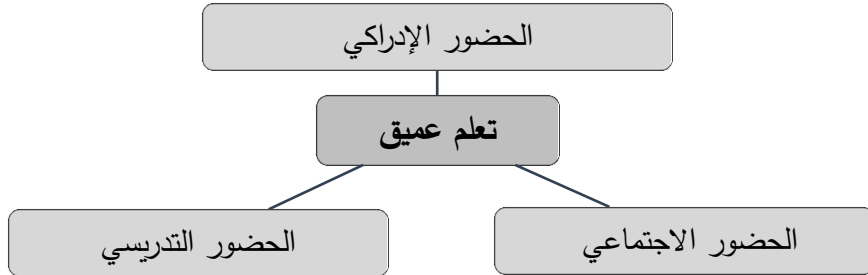 الحضور الإدراكي
تعلم عميق
الحضور الاجتماعي
الحضور التدريسي